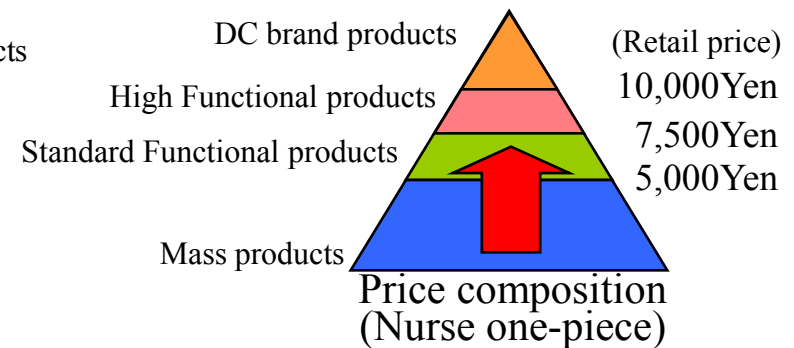 DC brand products
(Retail price)
cts
10,000Yen
High Functional products
7,500Yen
Standard Functional products
5,000Yen
Mass products
Price composition
(Nurse one-piece)